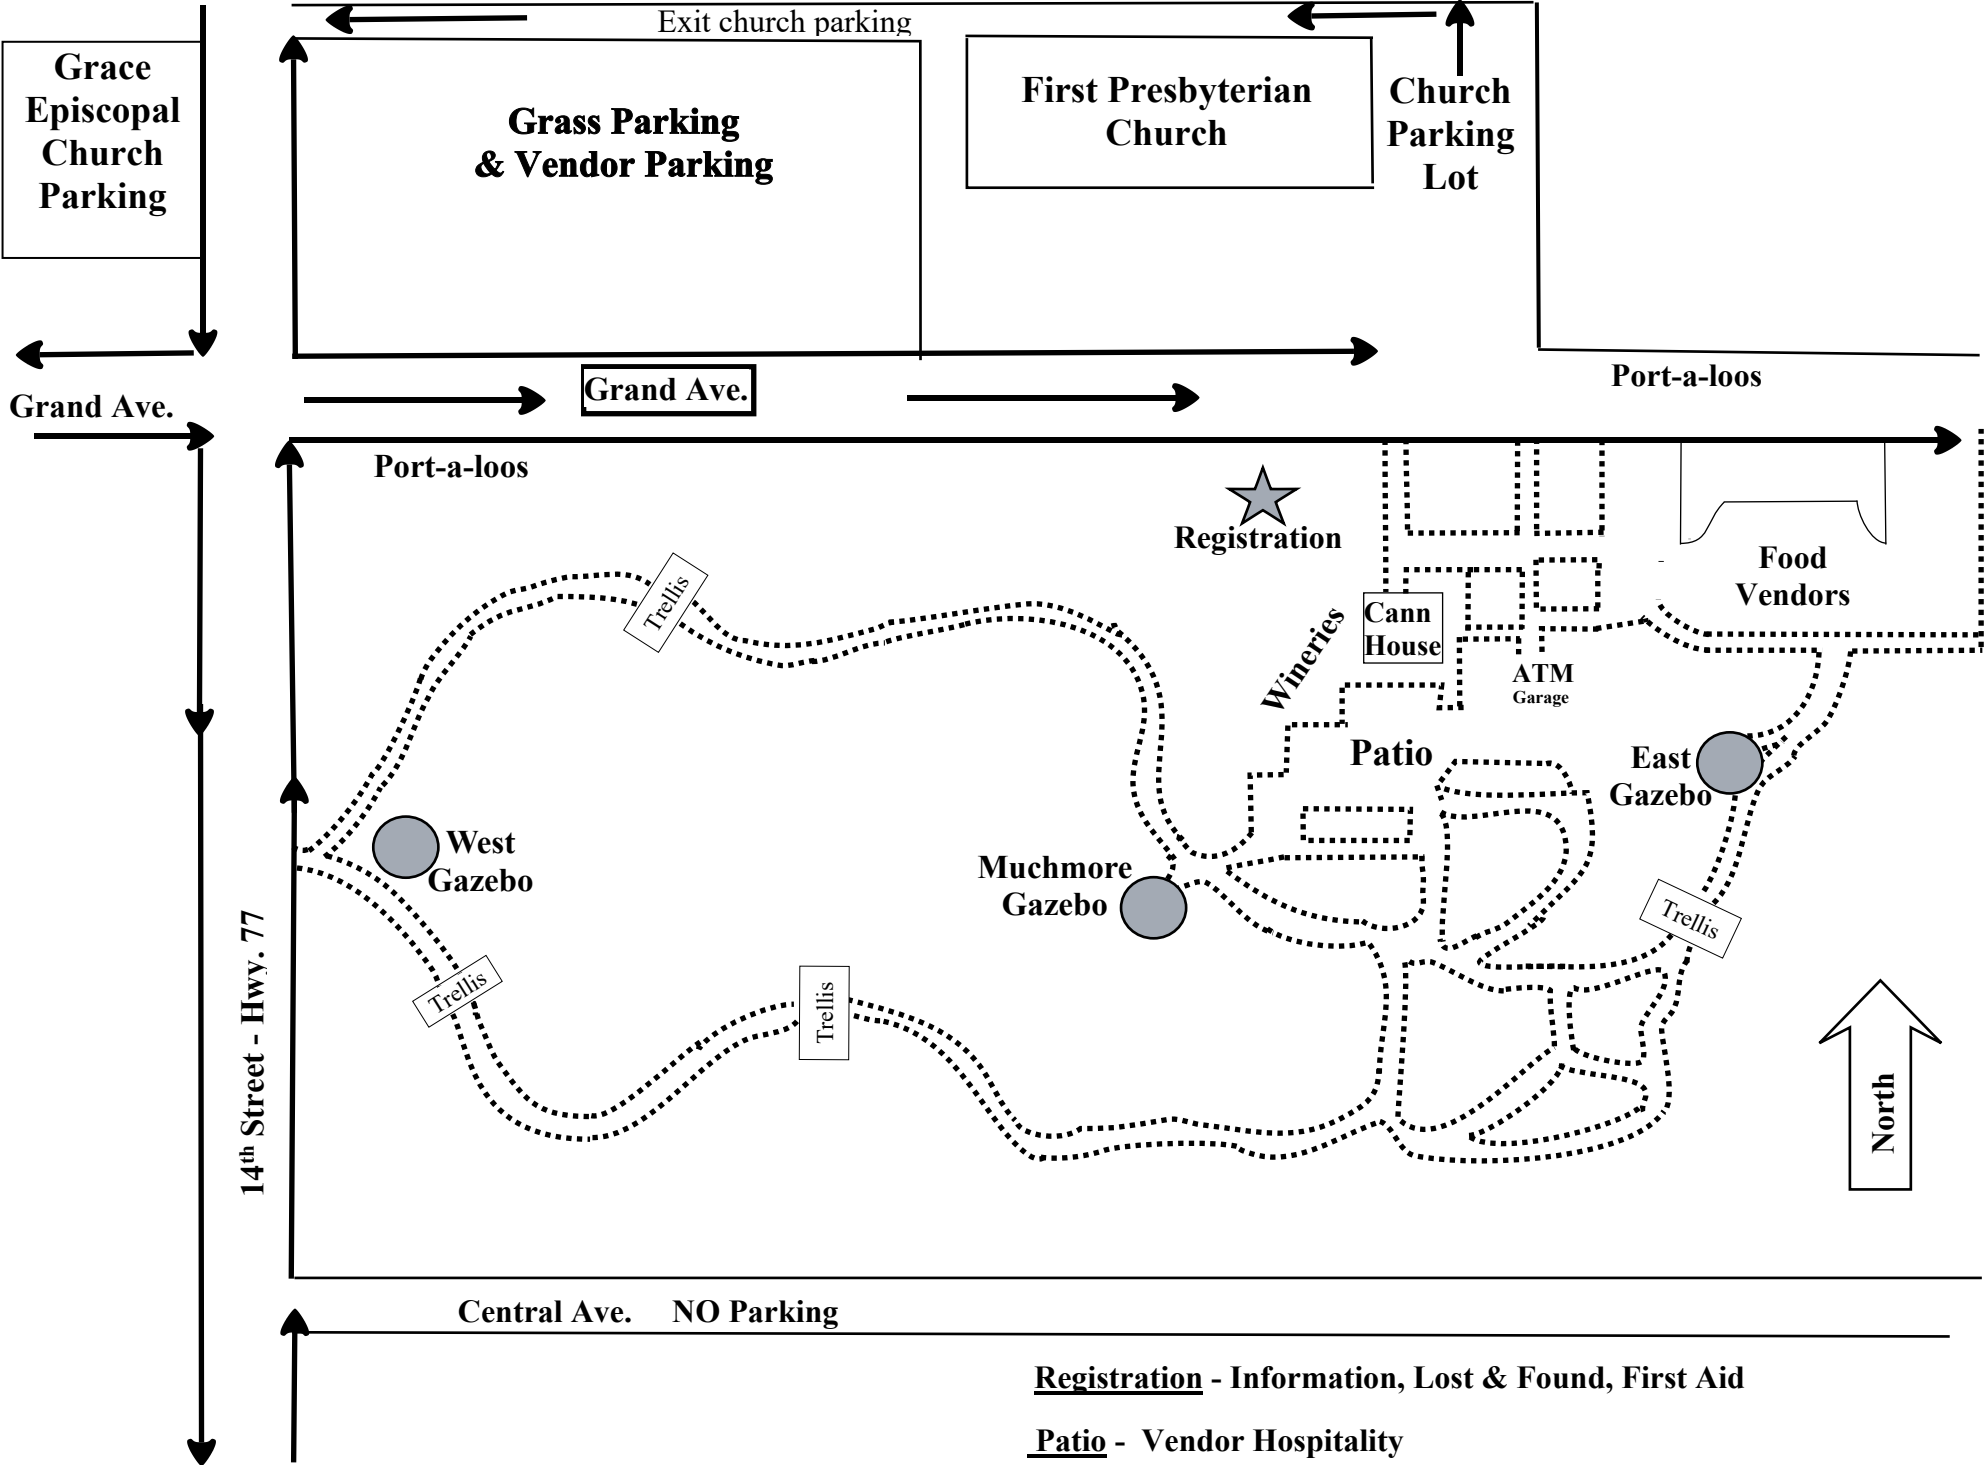 Exit church parking
Grace
Episcopal
Church
Parking
Grass Parking
& Vendor Parking
First Presbyterian
Church
Church
Parking
Lot
Grand Ave.
Grand Ave.
Port-a-loos
Port-a-loos
Registration
Food
Vendors
Trellis
Wineries
Cann
House
ATM
Garage
Patio
East
Gazebo
West
Gazebo
Muchmore
Gazebo
Trellis
Trellis
Trellis
14th Street - Hwy. 77
North
Central Ave. NO Parking
Registration - Information, Lost & Found, First Aid
Patio - Vendor Hospitality